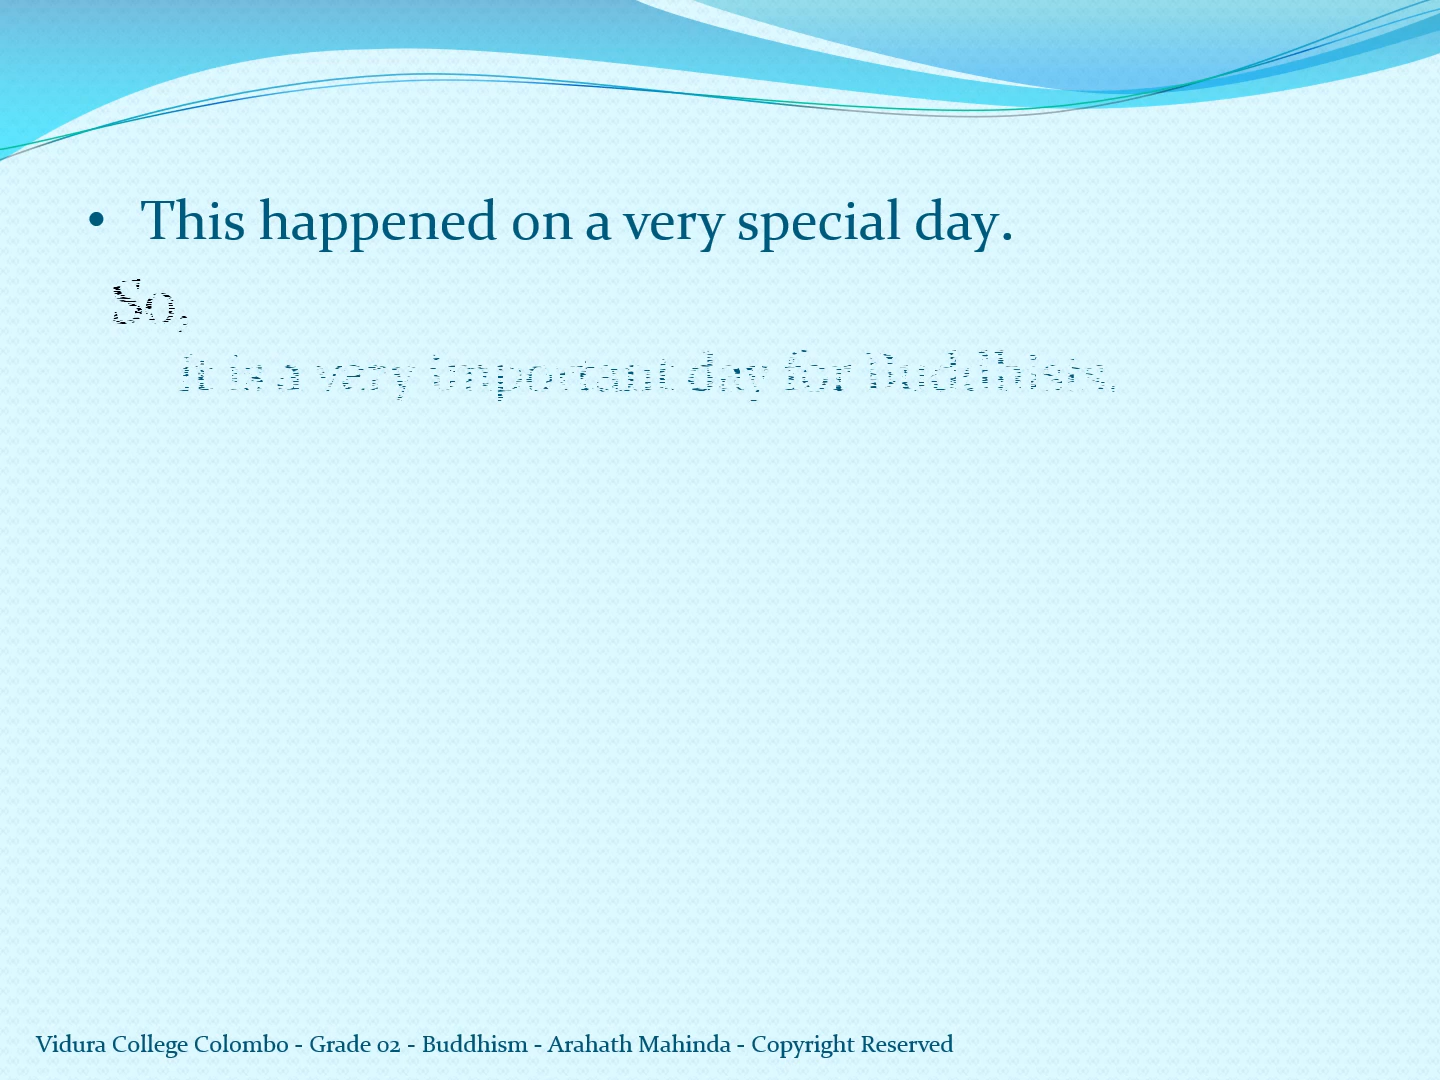 • This happened on a very special day.
So,
It is a very important day for Buddhists.
Vidura College Colombo - Grade 02 - Buddhism - Arahath Mahinda - Copyright Reserved